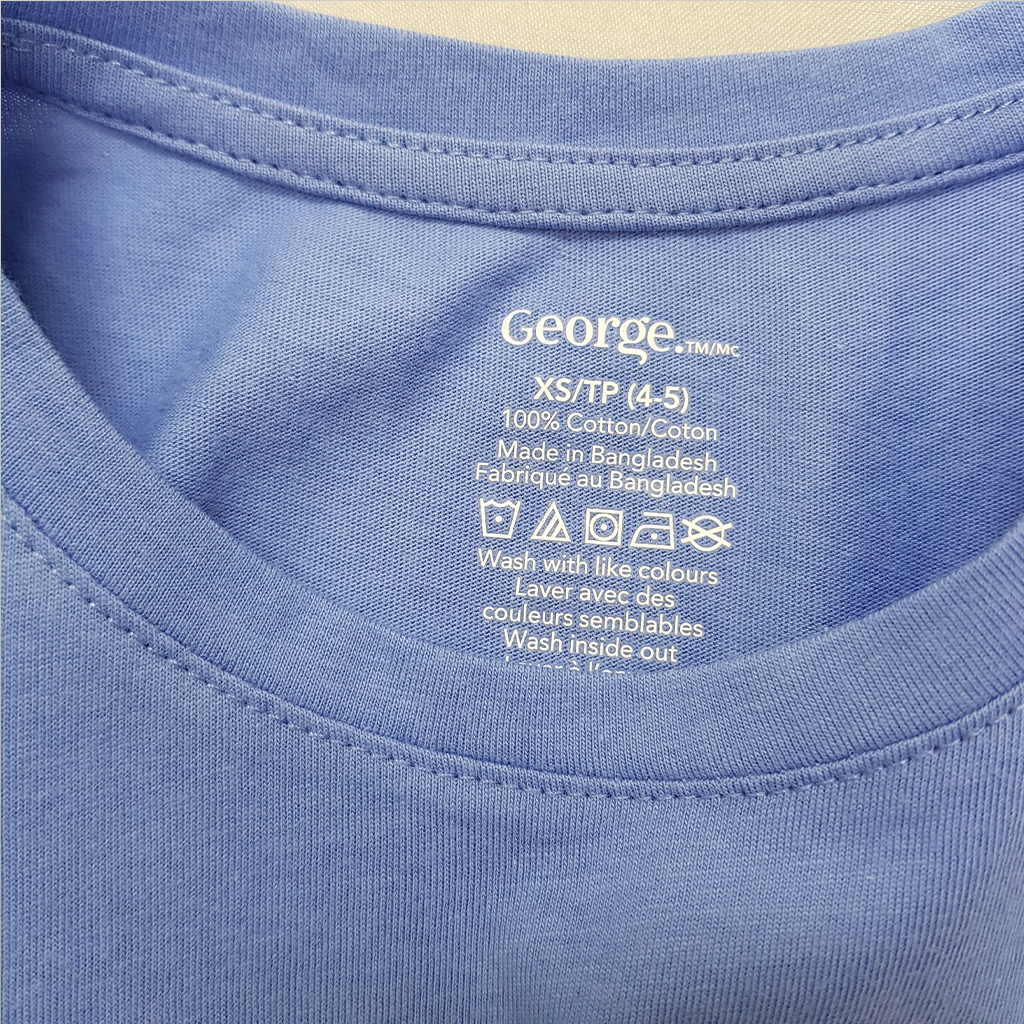 George.TM/MC
XS/TP (4-5)
100% Cotton/Coton
Made in Bangladesh
Fabriqué au Bangladesh
Wash with like colours
Laver avec des
couleurs semblables
Wash inside out